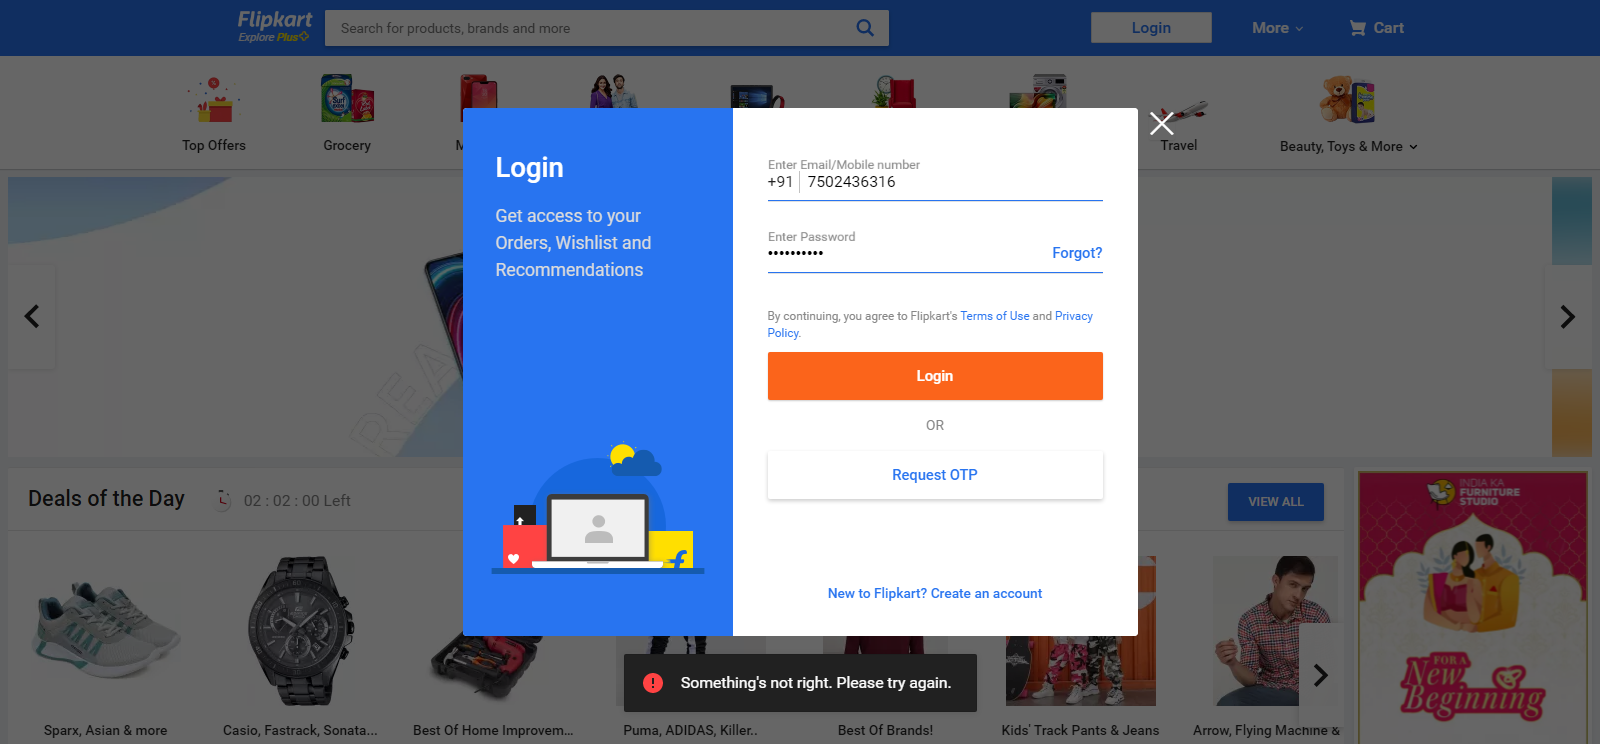 Flipkart
Explore Plus
Search for products, brands and more
Login
More
Cart
Top Offers
Grocery
M
Travel
Beauty, Toys & More
Login
Get access to your
Orders, Wishlist and
Recommendations
Enter Email/Mobile number
+91 7502436316
Enter Password
Forgot?
By continuing, you agree to Flipkart's Terms of Use and Privacy
Policy.
Login
OR
Request OTP
New to Flipkart? Create an account
REA
Deals of the Day
02 : 02 : 00 Left
VIEW ALL
INDIA KA
FURNITURE
STUDIO
FOR A
New
Beginning
Something's not right. Please try again.
Sparx, Asian & more
Casio, Fastrack, Sonata...
Best Of Home Improvem...
Puma, ADIDAS, Killer..
Best Of Brands!
Kids' Track Pants & Jeans
Arrow, Flying Machine &